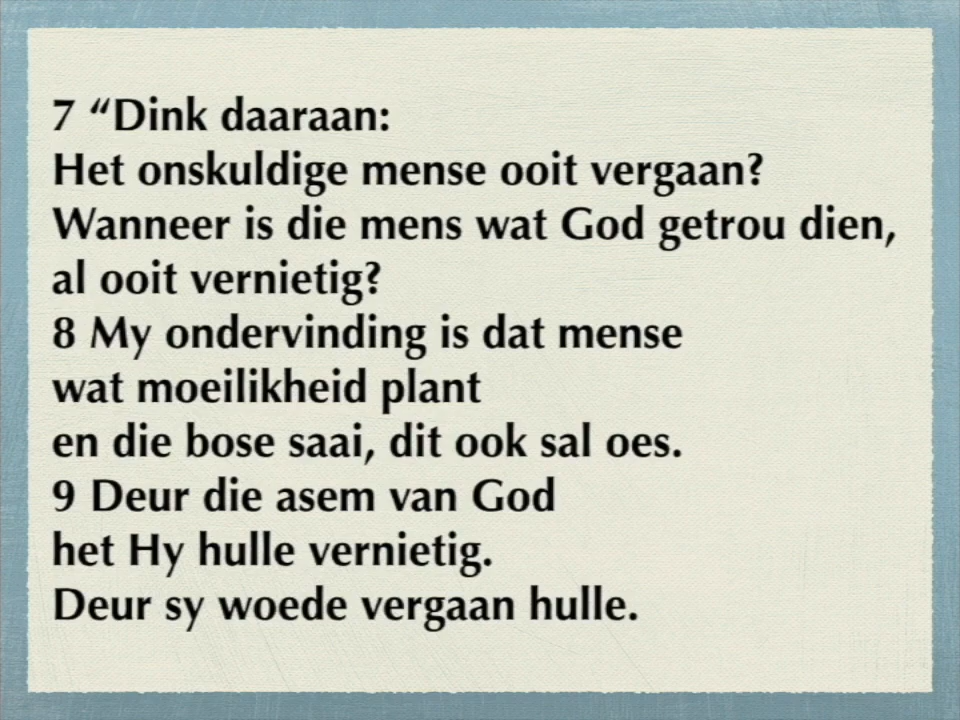 7 “Dink daaraan:
Het onskuldige mense ooit vergaan?
Wanneer is die mens wat God getrou dien,
al ooit vernietig?
8 My ondervinding is dat mense
wat moeilikheid plant
en die bose saai, dit ook sal oes.
9 Deur die asem van God
het Hy hulle vernietig.
Deur sy woede vergaan hulle.